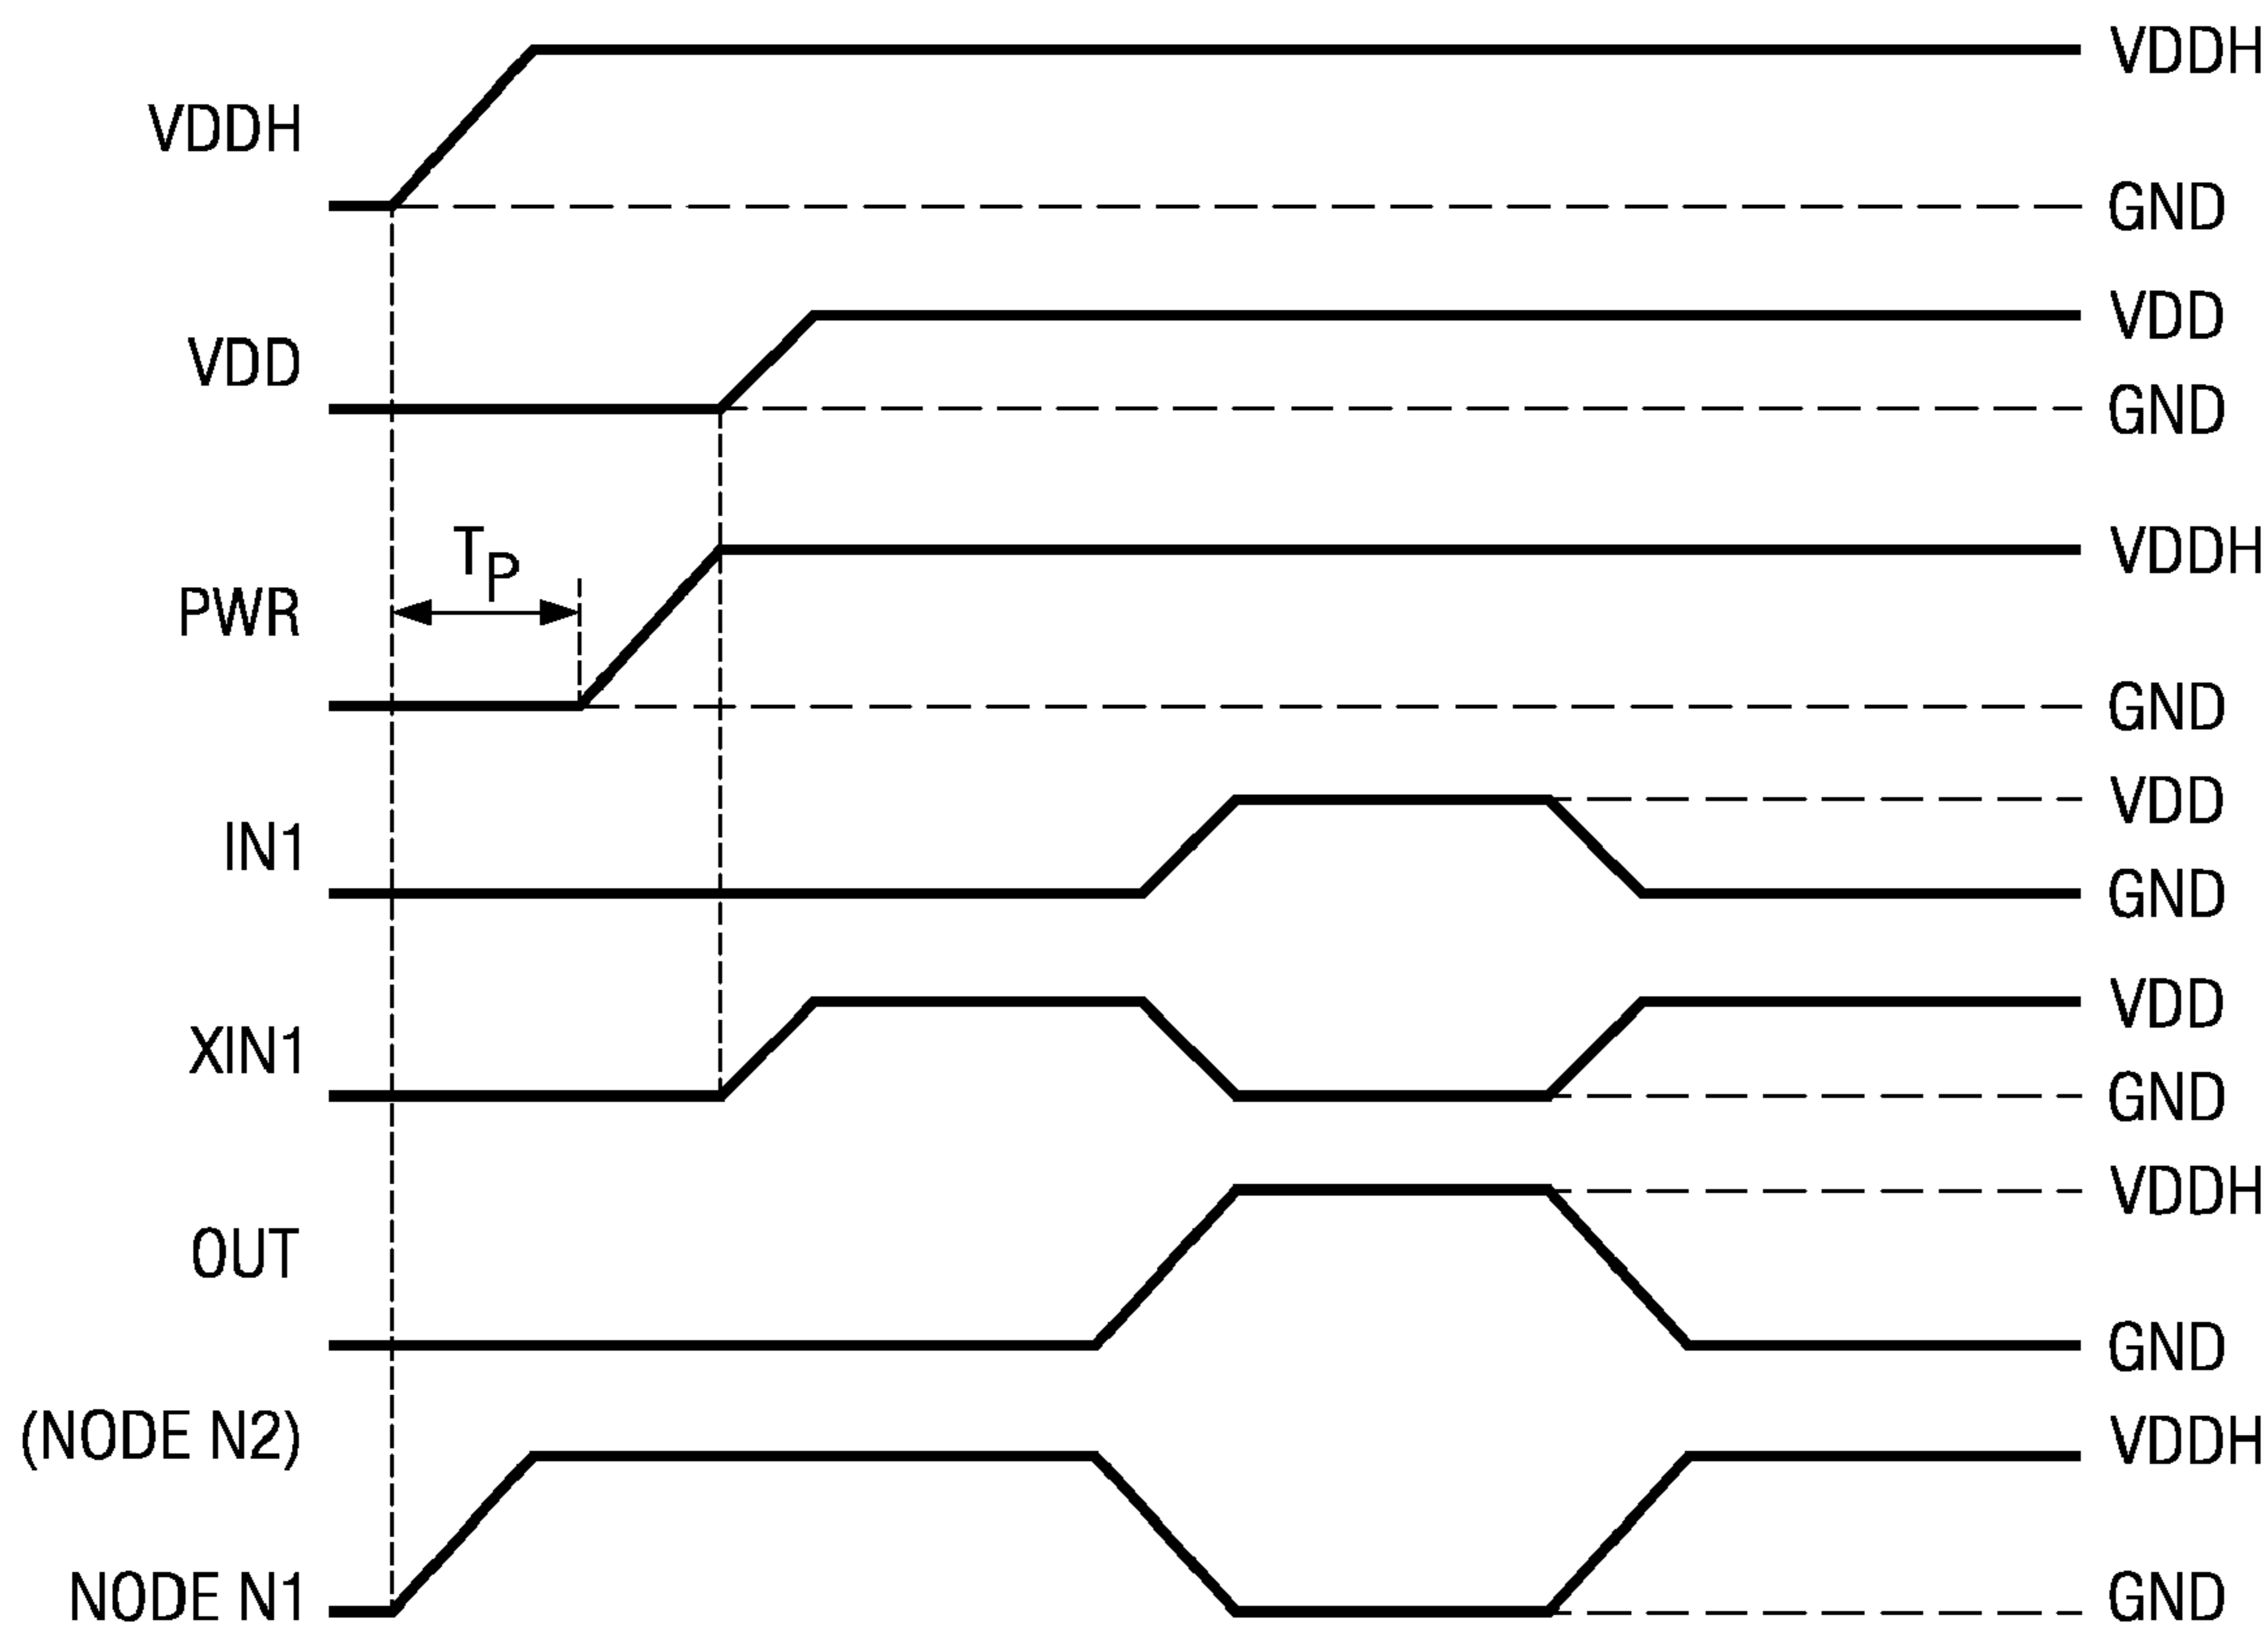 VDDH
VDDH
GND
VDD
VDD
GND
VDDH
TP
PWR
GND
VDD
IN1
GND
VDD
XIN1
GND
VDDH
OUT
GND
(NODE N2)
VDDH
NODE N1
GND